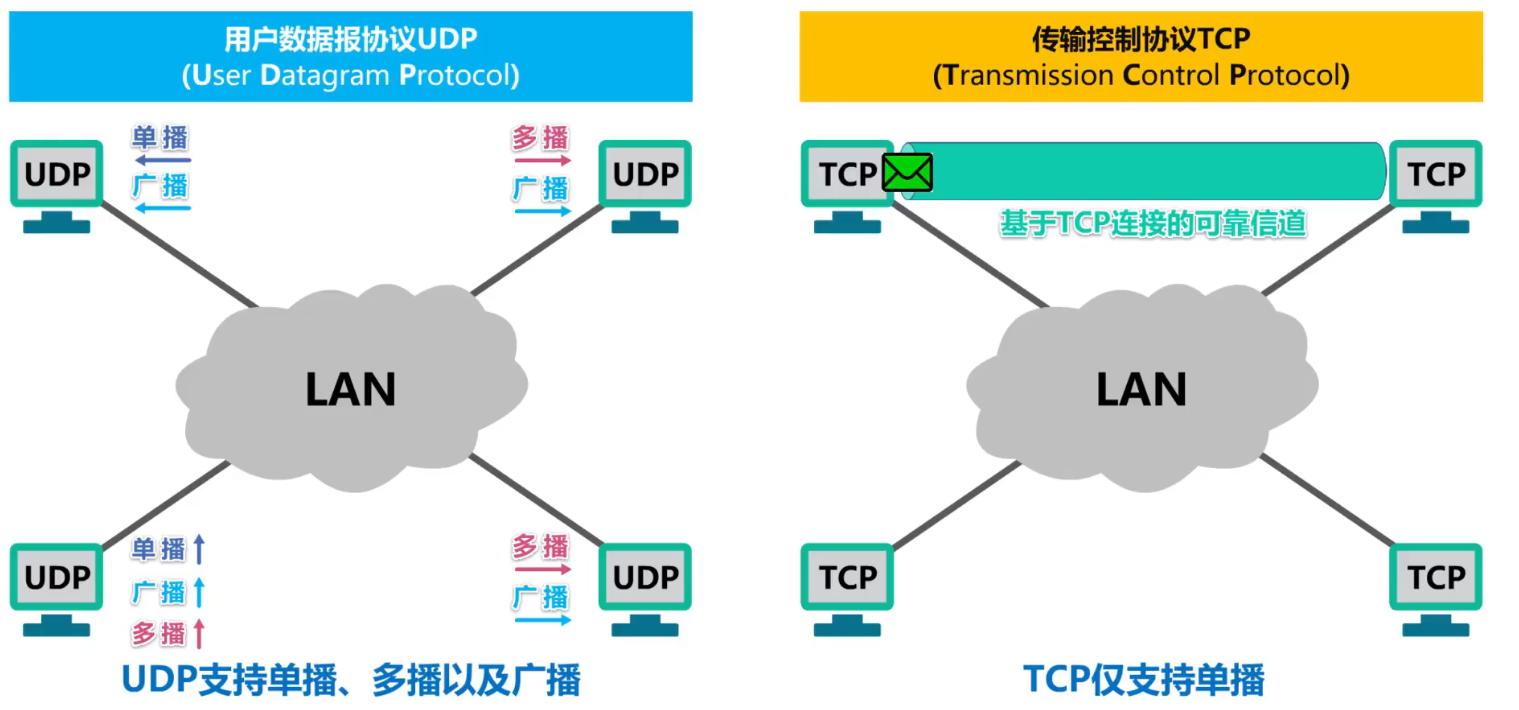 用户数据报协议UDP
(User Datagram Protocol)
单播
广播
多播
广播
UDP
UDP
LAN
UDP
UDP
单播
广播
多播
多播
广播
UDP支持单播、多播以及广播
传输控制协议TCP
(Transmission Control Protocol)
TCP
TCP
基于TCP连接的可靠信道
LAN
TCP
TCP
TCP仅支持单播